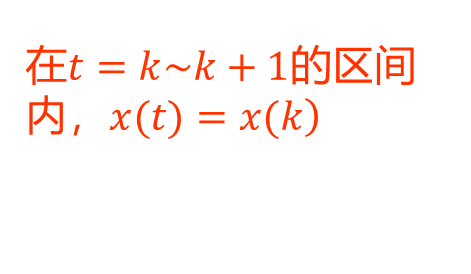 在t = k~k + 1的区间
内，x(t) = x(k)